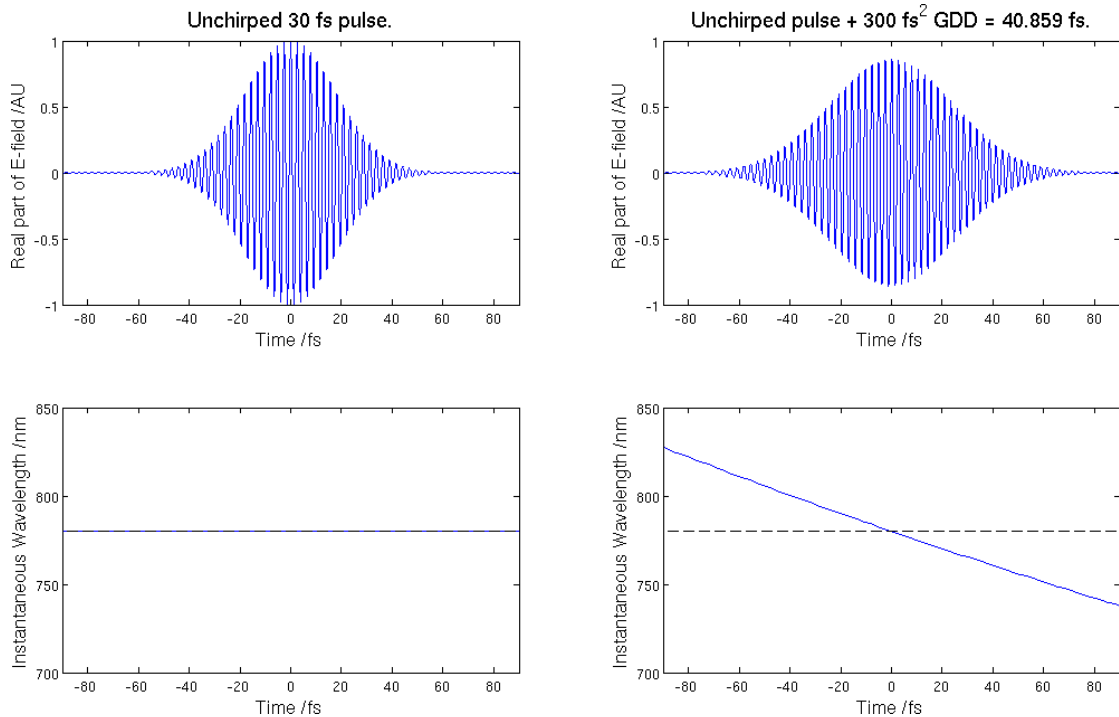 Unchirped 30 fs pulse.
1
0.5
0
-0.5
-1
Real part of E-field /AU
-80 -60 -40 -20 0 20 40 60 80
Time /fs
Unchirped pulse + 300 fs² GDD = 40.859 fs.
1
0.5
0
-0.5
-1
Real part of E-field /AU
-80 -60 -40 -20 0 20 40 60 80
Time /fs
850
800
750
700
Instantaneous Wavelength /nm
-80 -60 -40 -20 0 20 40 60 80
Time /fs
850
800
750
700
Instantaneous Wavelength /nm
-80 -60 -40 -20 0 20 40 60 80
Time /fs